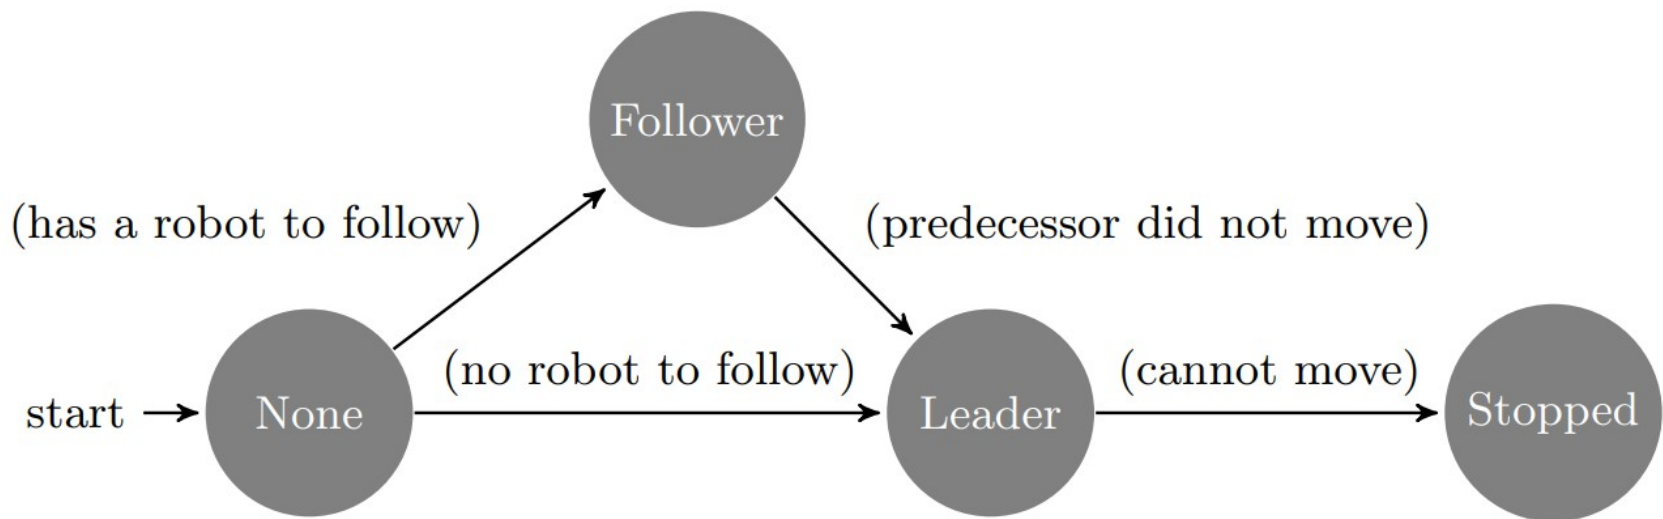 Follower
(has a robot to follow)
(predecessor did not move)
(no robot to follow)
(cannot move)
start
None
Leader
Stopped